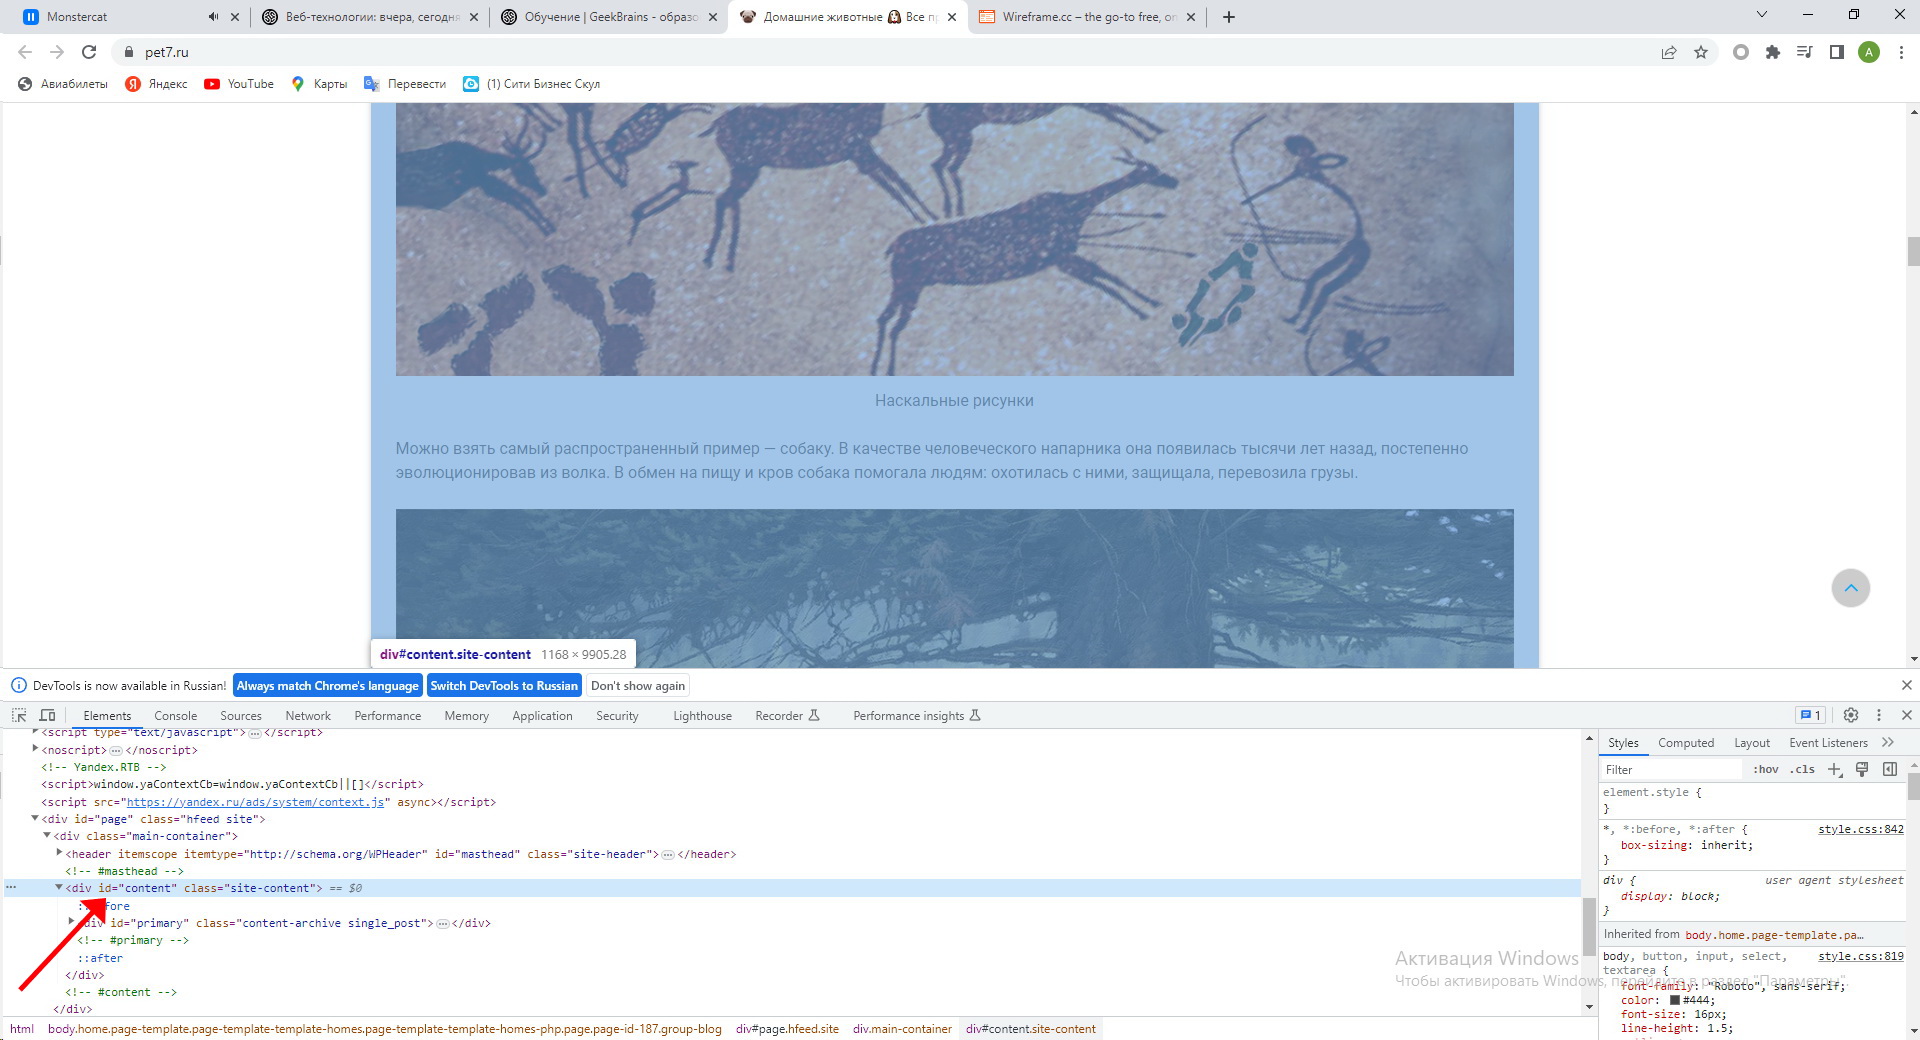 Monstercat
Веб-технологии: вчера, сегодня
Обучение | GeekBrains - образо
Домашние животные Все пр
Wireframe.cc – the go-to free, on
pet7.ru
A
Авиабилеты
Яндекс
YouTube
Карты
Перевести
(1) Сити Бизнес Скул
Наскальные рисунки
Можно взять самый распространенный пример — собаку. В качестве человеческого напарника она появилась тысячи лет назад, постепенно
эволюционировав из волка. В обмен на пищу и кров собака помогала людям: охотилась с ними, защищала, перевозила грузы.
div#content.site-content 1168 × 9905.28
DevTools is now available in Russian! Always match Chrome's language Switch DevTools to Russian Don't show again
Elements Console Sources Network Performance Memory Application Security Lighthouse Recorder Performance insights 1
<script type="text/javascript">…</script>
<noscript>…</noscript>
<!-- Yandex.RTB -->
<script>window.yaContextCb=window.yaContextCb||[]</script>
<script src="https://yandex.ru/ads/system/context.js" async></script>
<div id="page" class="hfeed site">
<div class="main-container">
<header itemscope itemtype="http://schema.org/WPHeader" id="masthead" class="site-header">…</header>
<!-- #masthead -->
… <div id="content" class="site-content"> == $0
fore
div id="primary" class="content-archive single_post">…</div>
<!-- #primary -->
::after
</div>
<!-- #content -->
</div>
html body.home.page-template.page-template-template-homes.page-template-template-homes-php.page.page-id-187.group-blog div#page.hfeed.site div.main-container div#content.site-content
Styles Computed Layout Event Listeners »
Filter :hov .cls +
element.style {
}
*, *:before, *:after { style.css:842
box-sizing: inherit;
}
div { user agent stylesheet
display: block;
}
Inherited from body.home.page-template.pa…
body, button, input, select, style.css:819
textarea {
font-family: "Roboto", sans-serif;
color: #444;
font-size: 16px;
line-height: 1.5;
Активация Windows
Чтобы активировать Windows, перейдите в раздел "Параметры".